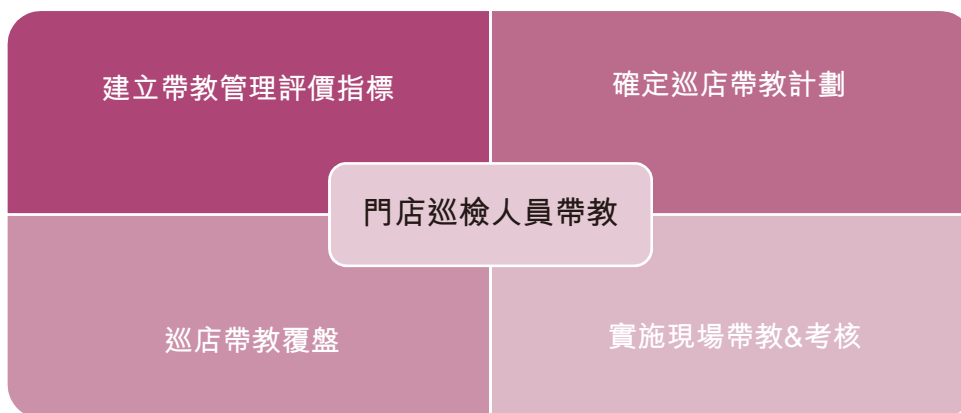 建立帶教管理評價指標
確定巡店帶教計劃
門店巡檢人員帶教
巡店帶教覆盤
實施現場帶教&考核